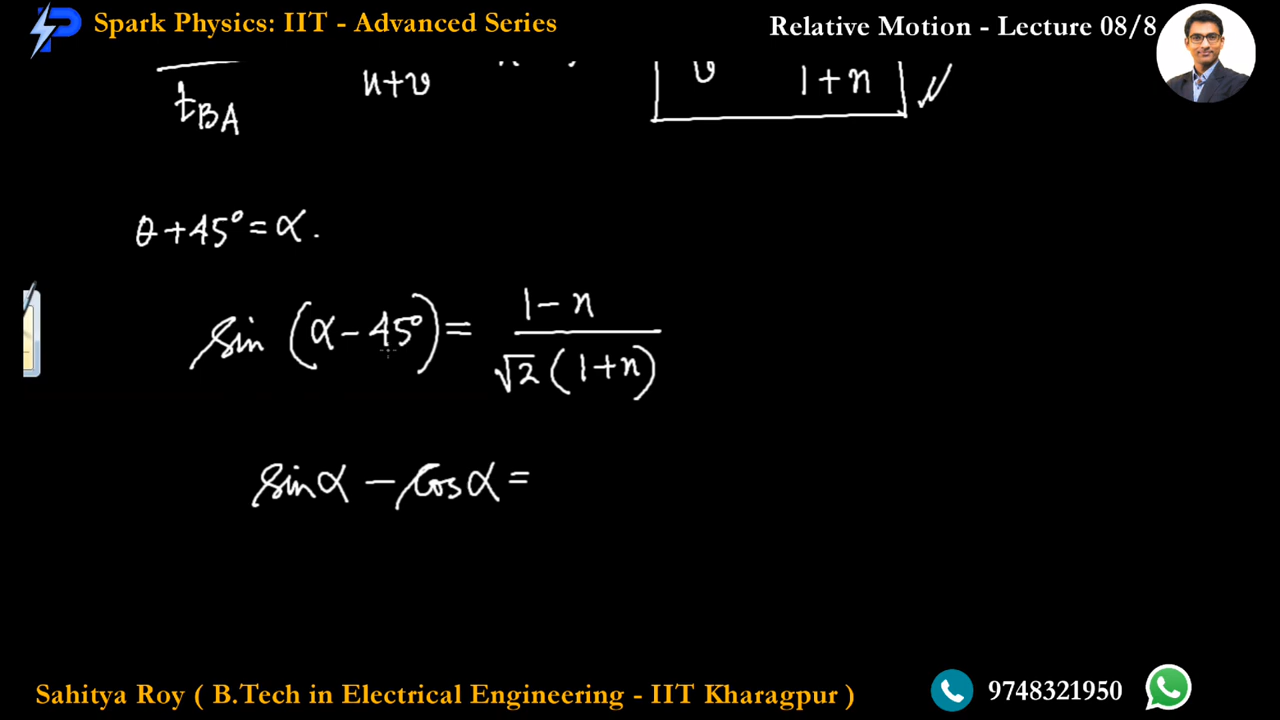 Spark Physics: IIT - Advanced Series
Relative Motion - Lecture 08/8
t_BA
u+v
v
1+n
θ+45°=α.
sin (α-45°) = (1-n)/(√2(1+n))
sinα - cosα =
Sahitya Roy ( B.Tech in Electrical Engineering - IIT Kharagpur )
9748321950